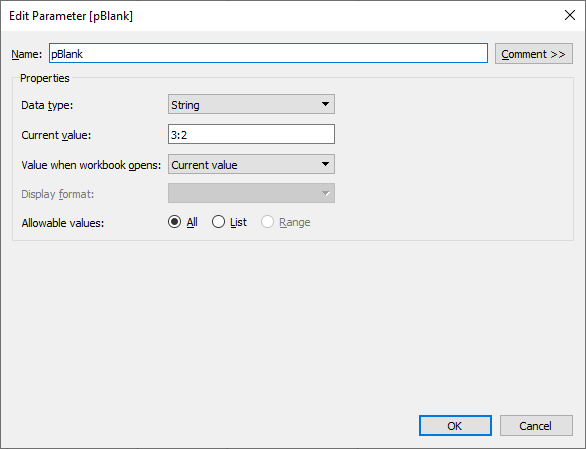 Edit Parameter [pBlank]
Name: pBlank Comment >>
Properties
Data type: String
Current value: 3:2
Value when workbook opens: Current value
Display format:
Allowable values: All List Range
OK Cancel